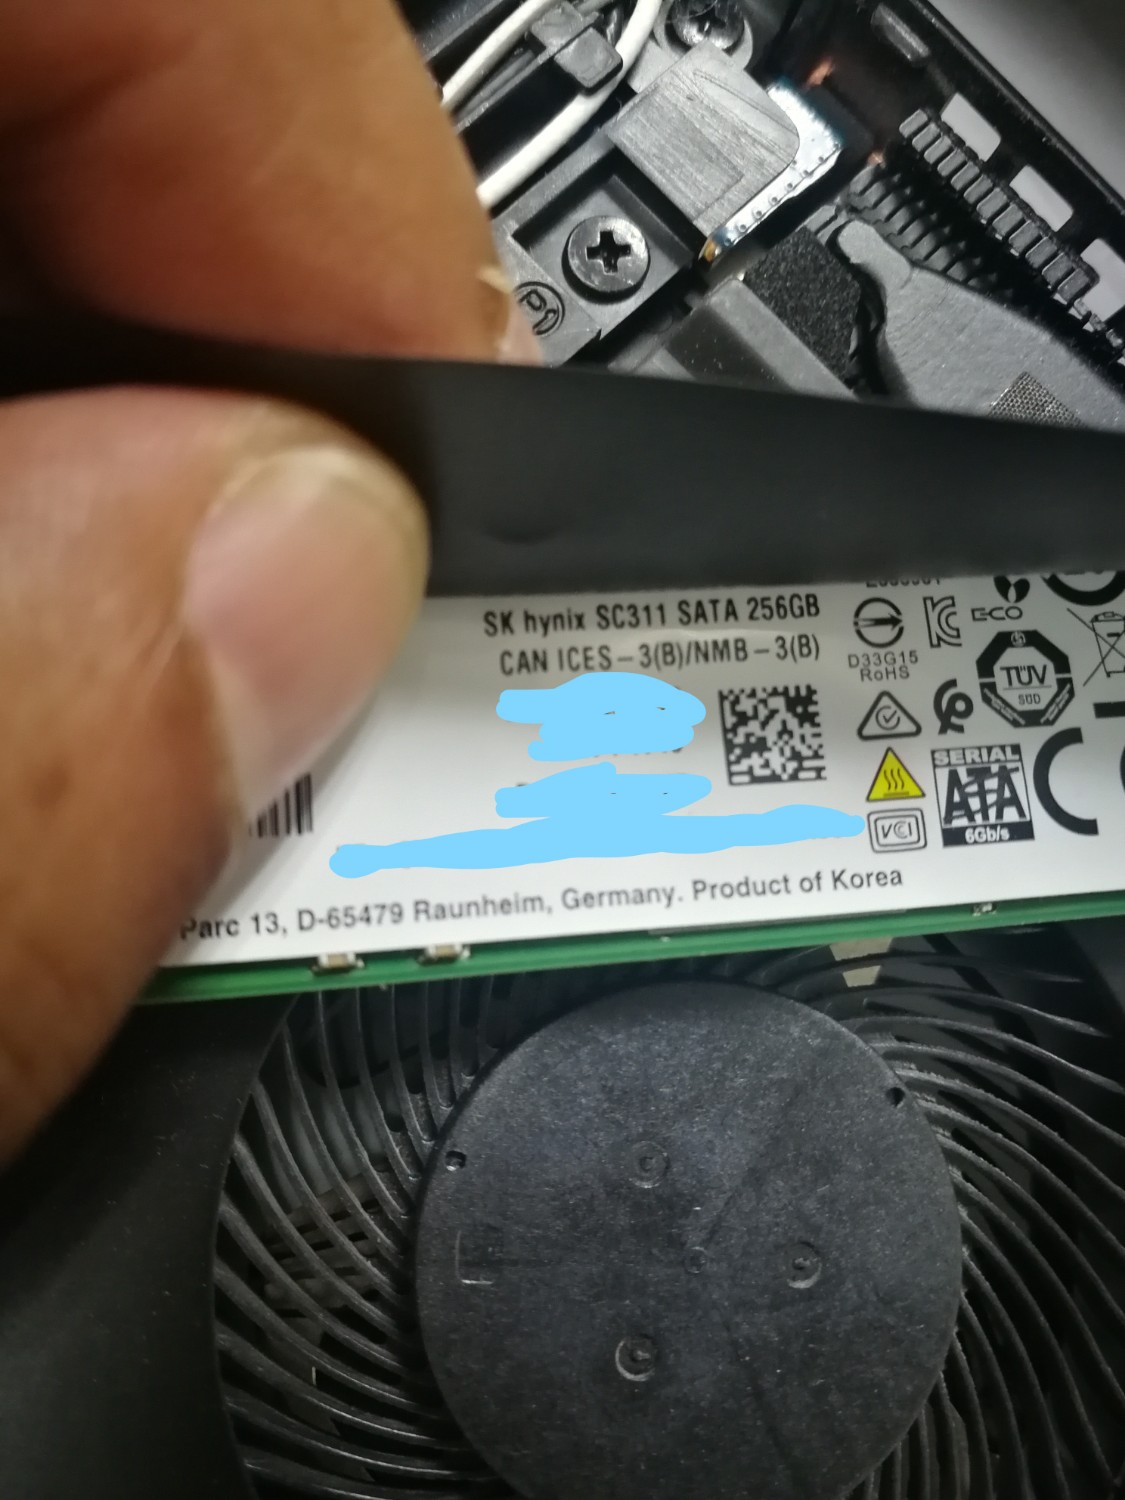 SK hynix SC311 SATA 256GB
CAN ICES-3(B)/NMB-3(B)
D33G15
RoHS
ECO
TÜV
SÜD
SERIAL
ATA
6Gb/s
VCI
Parc 13, D-65479 Raunheim, Germany. Product of Korea